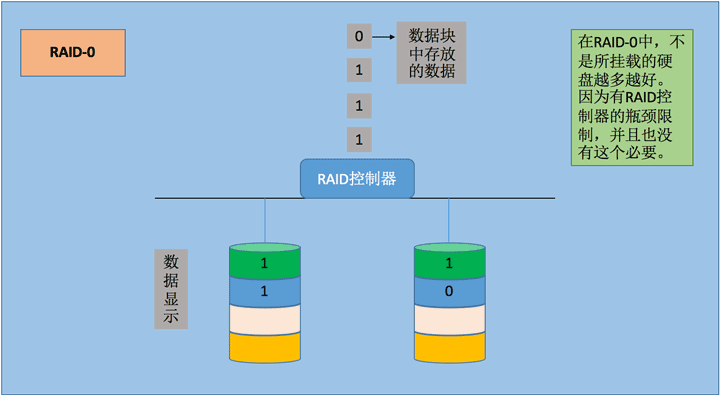 RAID-0
0
数据块
中存放
的数据
1
1
1
在RAID-0中，不
是所挂载的硬
盘越多越好。
因为有RAID控
制器的瓶颈限
制，并且也没
有这个必要。
RAID控制器
数
据
显
示
1
1
1
0